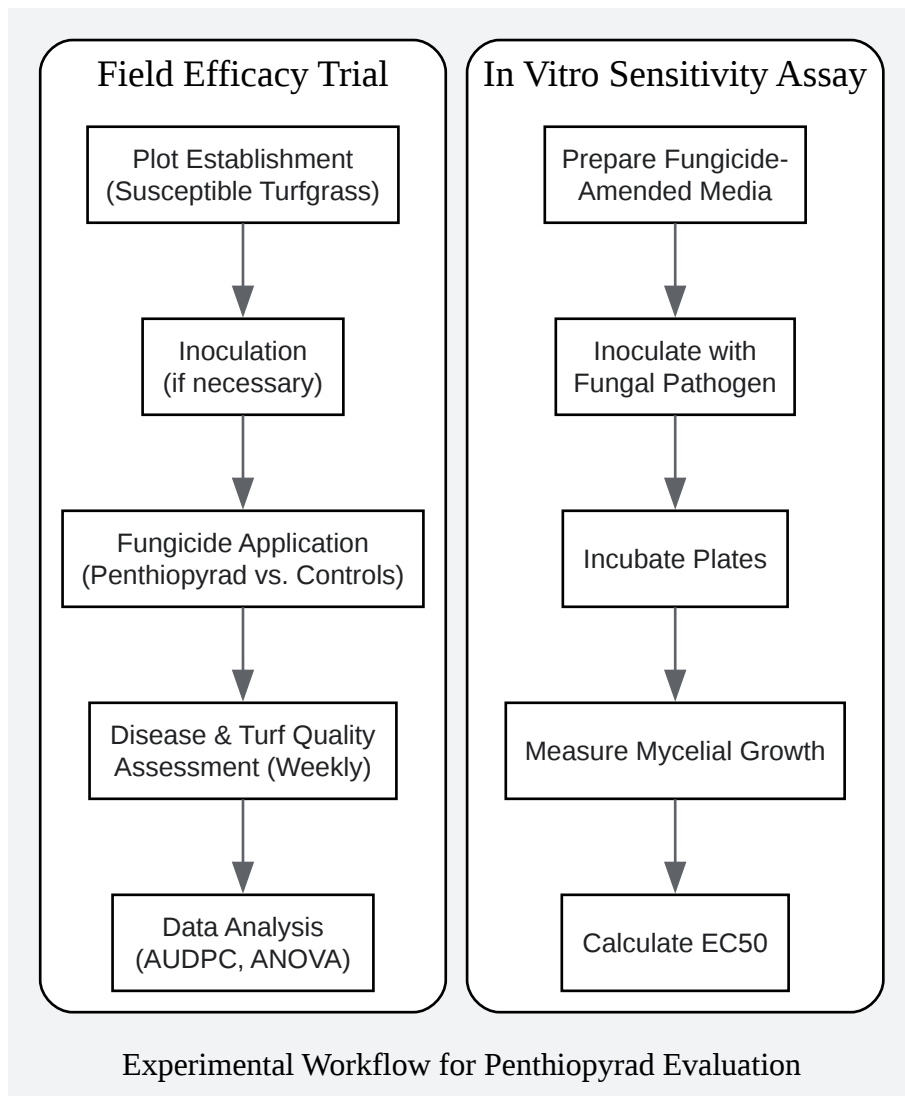 Field Efficacy Trial
Plot Establishment
(Susceptible Turfgrass)
Inoculation
(if necessary)
Fungicide Application
(Penthiopyrad vs. Controls)
Disease & Turf Quality
Assessment (Weekly)
Data Analysis
(AUDPC, ANOVA)
In Vitro Sensitivity Assay
Prepare Fungicide-
Amended Media
Inoculate with
Fungal Pathogen
Incubate Plates
Measure Mycelial Growth
Calculate EC50
Experimental Workflow for Penthiopyrad Evaluation